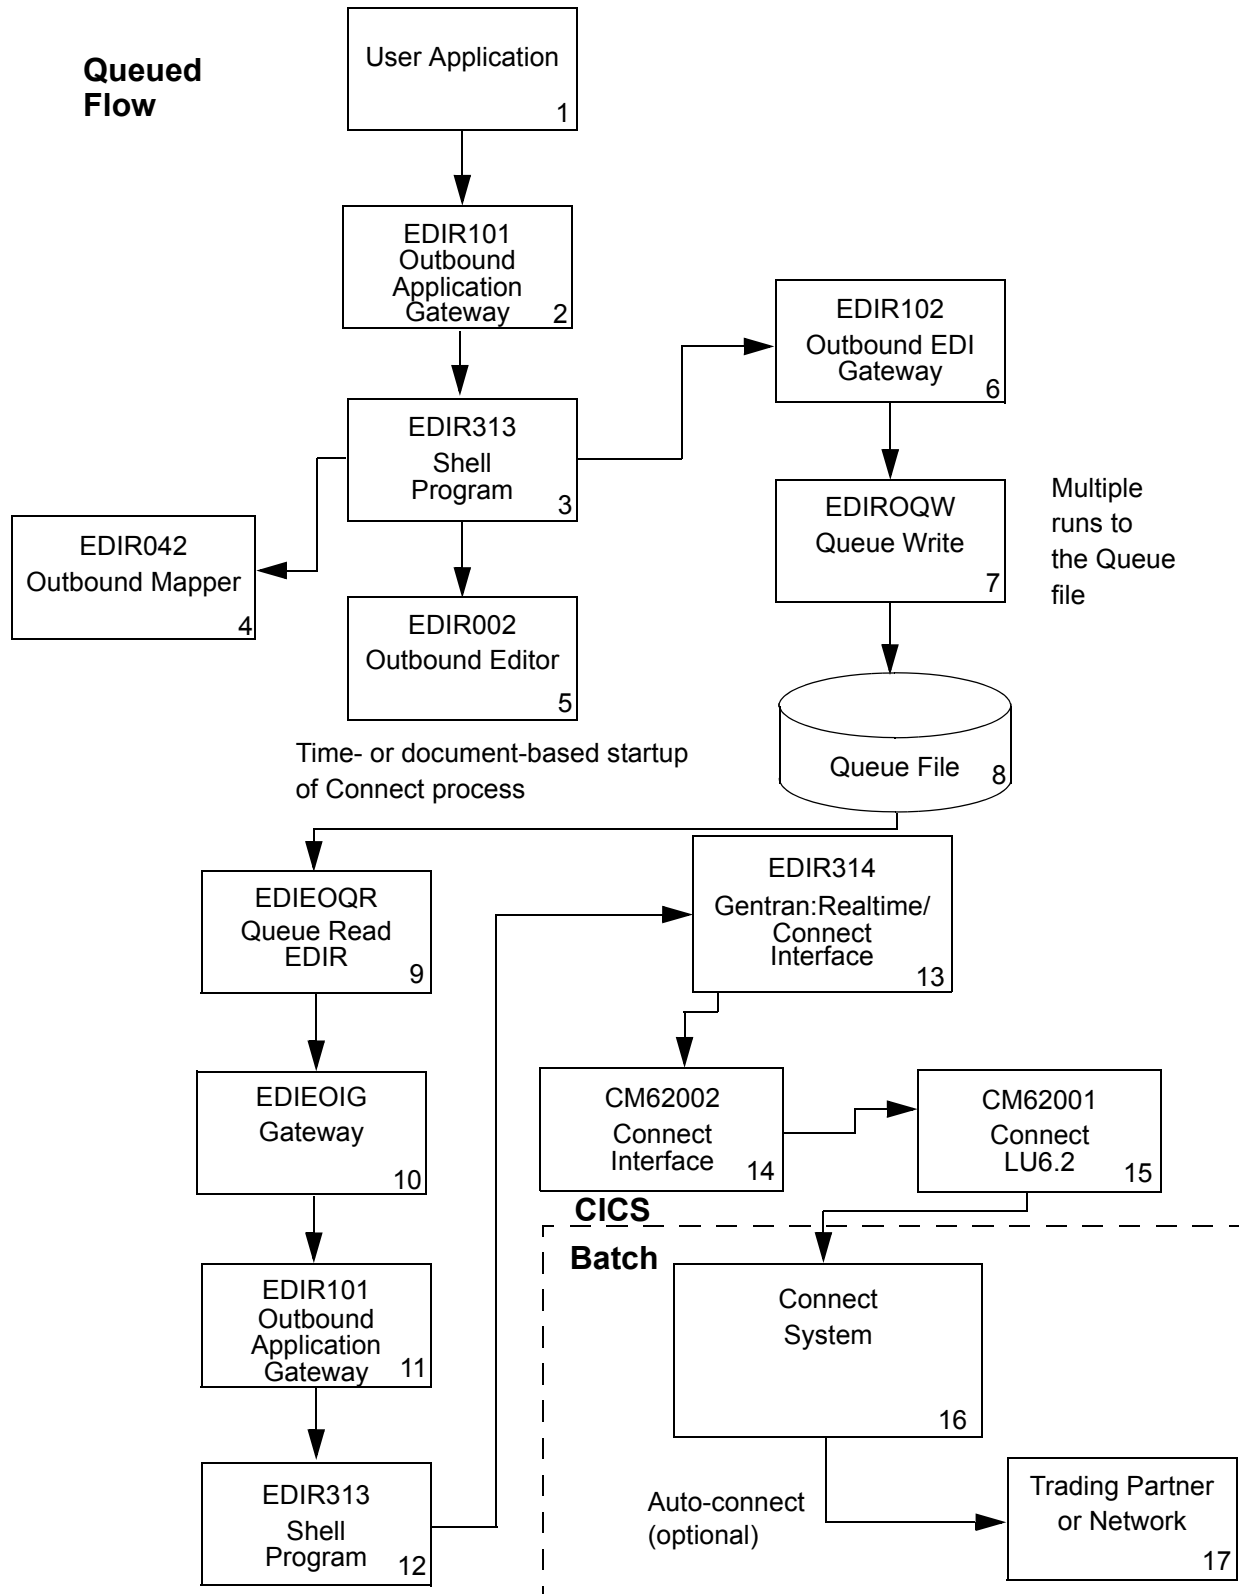 Queued
Flow
User Application
1
EDIR101
Outbound
Application
Gateway
2
EDIR313
Shell
Program
3
EDIR042
Outbound Mapper
4
EDIR002
Outbound Editor
5
EDIR102
Outbound EDI
Gateway
6
EDIROQW
Queue Write
7
Multiple
runs to
the Queue
file
Queue File
8
Time- or document-based startup
of Connect process
EDIEOQR
Queue Read
EDIR
9
EDIEOIG
Gateway
10
EDIR101
Outbound
Application
Gateway
11
EDIR313
Shell
Program
12
EDIR314
Gentran:Realtime/
Connect
Interface
13
CM62002
Connect
Interface
14
CM62001
Connect
LU6.2
15
CICS
Batch
Connect
System
16
Auto-connect
(optional)
Trading Partner
or Network
17